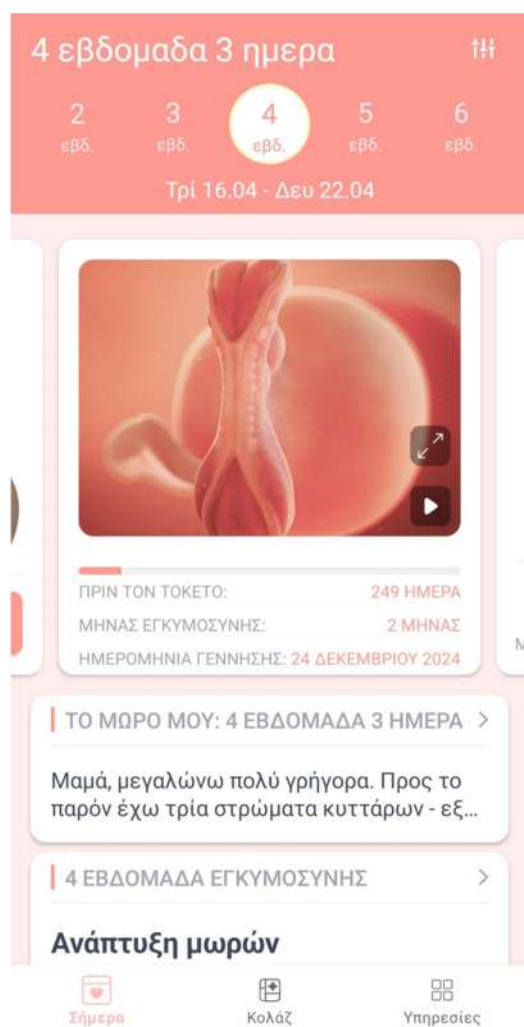 4 εβδομαδα 3 ημερα
2 3 4 5 6
εβδ. εβδ. εβδ. εβδ. εβδ.
Τρί 16.04 - Δευ 22.04
ΠΡΙΝ ΤΟΝ ΤΟΚΕΤΟ: 249 ΗΜΕΡΑ
ΜΗΝΑΣ ΕΓΚΥΜΟΣΥΝΗΣ: 2 ΜΗΝΑΣ
ΗΜΕΡΟΜΗΝΙΑ ΓΕΝΝΗΣΗΣ: 24 ΔΕΚΕΜΒΡΙΟΥ 2024
ΤΟ ΜΩΡΟ ΜΟΥ: 4 ΕΒΔΟΜΑΔΑ 3 ΗΜΕΡΑ
Μαμά, μεγαλώνω πολύ γρήγορα. Προς το
παρόν έχω τρία στρώματα κυττάρων - εξ...
4 ΕΒΔΟΜΑΔΑ ΕΓΚΥΜΟΣΥΝΗΣ
Ανάπτυξη μωρών
Σήμερα Κολάζ Υπηρεσίες